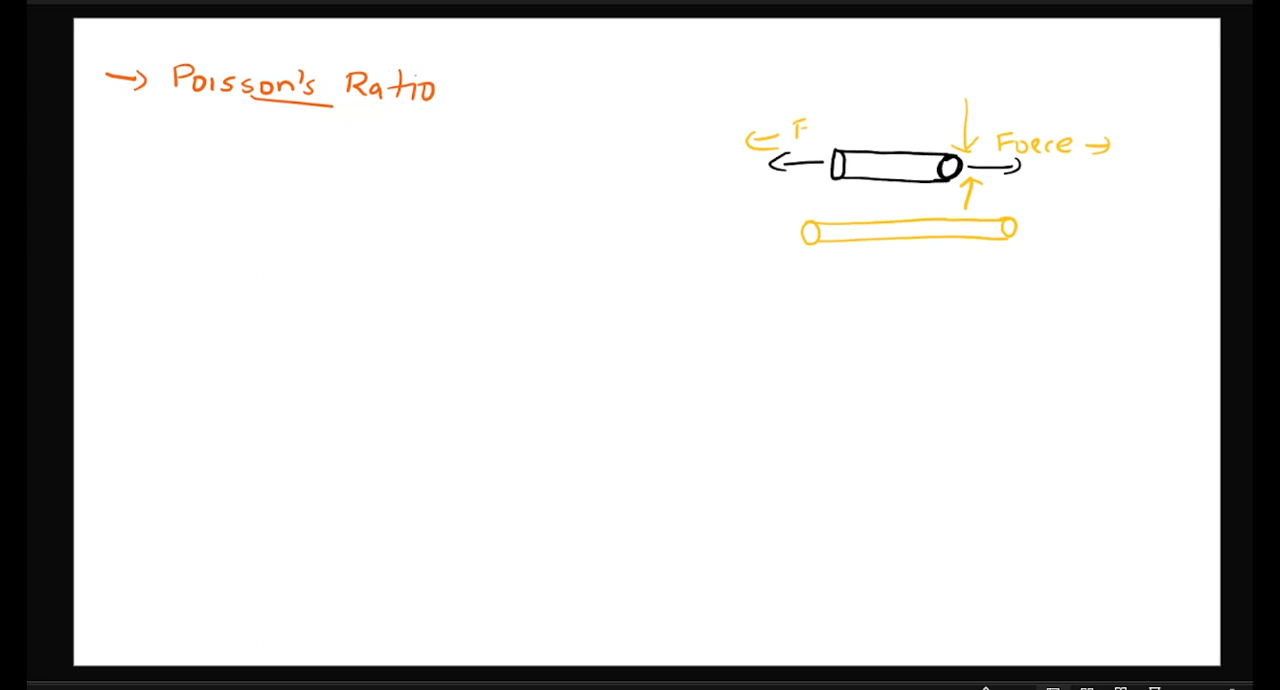 → Poisson's Ratio
← F
Force →